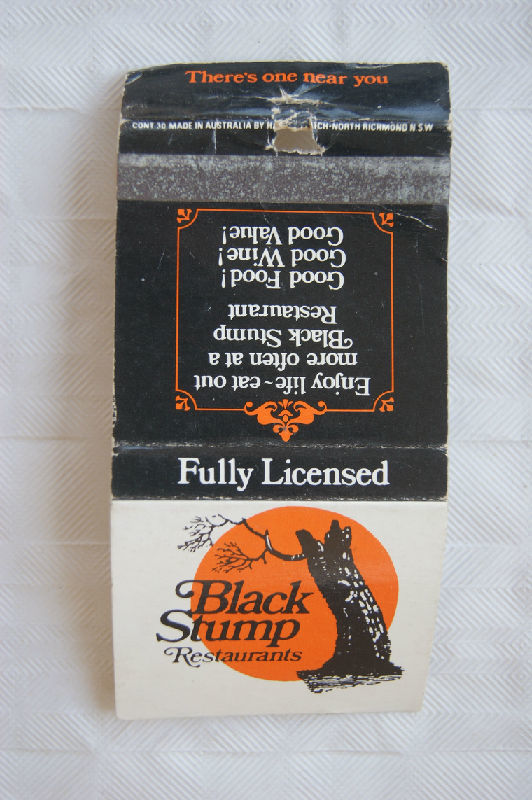 There's one near you
CONT 30 MADE IN AUSTRALIA BY NORTH RICHMOND N S W
Enjoy life - eat out
more often at a
Black Stump
Restaurant
Good Food!
Good Wine!
Good Value!
Fully Licensed
Black
Stump
Restaurants